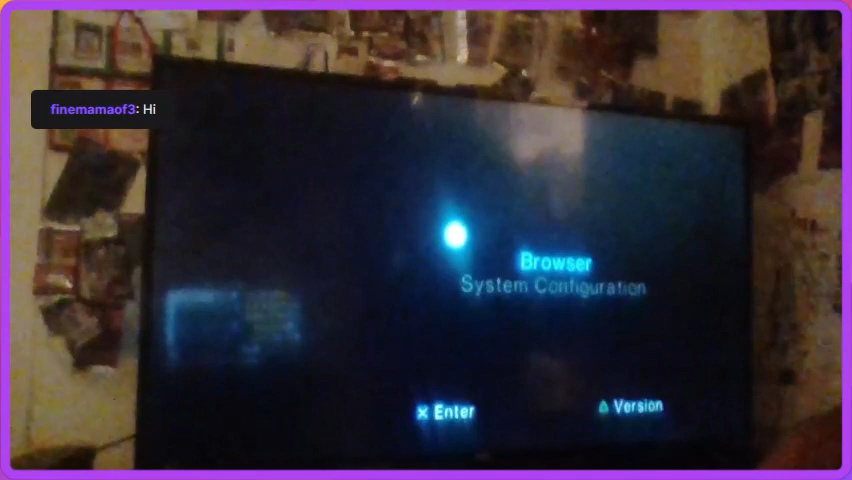 finemamaof3: Hi
Browser
System Configuration
× Enter
△ Version